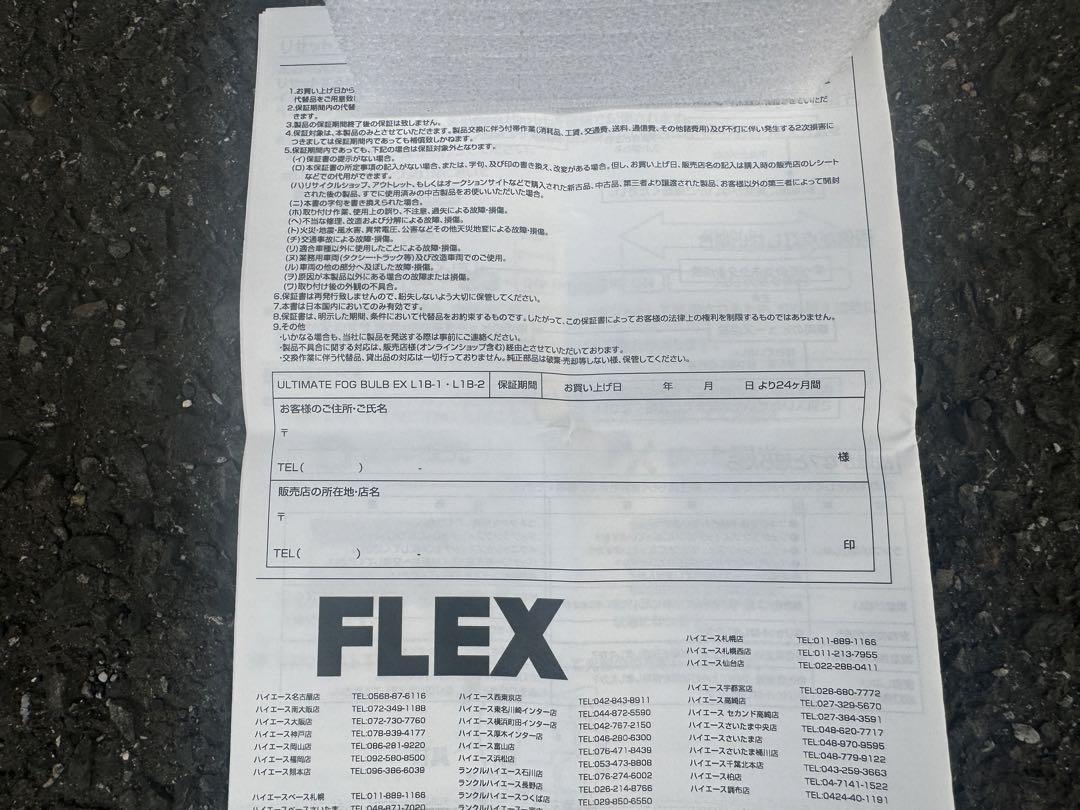 1.お買い上げ日から
代替品をご用意致
2.保証期間内の代替
きます。
3.製品の保証期間終了後の保証は致しません。
4.保証対象は、本製品のみとさせていただきます。製品交換に伴う付帯作業(消耗品、工賃、交通費、送料、通信費、その他諸費用)及び不灯に伴い発生する2次損害に
つきましては保証期間内であっても補償致しかねます。
5.保証期間内であっても、下記の場合は保証対象外となります。
(イ)保証書の提示がない場合。
(ロ)本保証書の所定事項の記入がない場合、または、字句、及び印の書き換え、改変がある場合。但し、お買い上げ日、販売店名の記入は購入時の販売店のレシート
などでの代用ができます。
(ハ)リサイクルショップ、アウトレット、もしくはオークションサイトなどで購入された新古品、中古品、第三者より譲渡された製品、お客様以外の第三者によって開封
された後の製品、すでに使用済みの中古製品をお使いいただいた場合。
(ニ)本書の字句を書き換えられた場合。
(ホ)取り付け作業、使用上の誤り、不注意、過失による故障・損傷。
(ヘ)不当な修理、改造および分解による故障、損傷。
(ト)火災・地震・風水害、異常電圧、公害などその他天災地変による故障・損傷。
(チ)交通事故による故障・損傷。
(リ)適合車種以外に使用したことによる故障・損傷。
(ヌ)業務用車両(タクシー・トラック等)及び改造車両でのご使用。
(ル)車両の他の部分へ及ぼした故障・損傷。
(ヲ)原因が本製品以外にある場合の故障または損傷。
(ワ)取り付け後の外観の不具合。
6.保証書は再発行致しませんので、紛失しないよう大切に保管してください。
7.本書は日本国内においてのみ有効です。
8.保証書は、明示した期間、条件において代替品をお約束するものです。したがって、この保証書によってお客様の法律上の権利を制限するものではありません。
9.その他
・いかなる場合も、当社に製品を発送する際は事前にご連絡ください。
・製品不具合に関する対応は、販売店様(オンラインショップ含む)経由とさせていただいております。
・交換作業に伴う代替品、貸出品の対応は一切行っておりません。純正部品は破棄・売却等しない様、保管してください。
ULTIMATE FOG BULB EX L1B-1・L1B-2 保証期間 お買い上げ日 年 月 日 より24ヶ月間
お客様のご住所・ご氏名
〒
様
TEL( ) -
販売店の所在地・店名
〒
印
TEL( ) -
FLEX
ハイエース名古屋店 TEL:0568-87-6116
ハイエース南大阪店 TEL:072-349-1188
ハイエース大阪店 TEL:072-730-7760
ハイエース神戸店 TEL:078-939-4177
ハイエース岡山店 TEL:086-281-9220
ハイエース福岡店 TEL:092-580-8500
ハイエース熊本店 TEL:096-386-6039
ハイエースベース札幌 TEL:011-889-1166
ハイエースベースさいたま TEL:048-871-7020
ハイエース西東京店 TEL:042-843-8911
ハイエース東名川崎インター店 TEL:044-872-5590
ハイエース横浜町田インター店 TEL:042-767-2150
ハイエース厚木インター店 TEL:046-280-6300
ハイエース富山店 TEL:076-471-8439
ハイエース浜松店 TEL:053-473-8808
ランクルハイエース石川店 TEL:076-274-6002
ランクルハイエース長野店 TEL:026-214-8766
ランクルハイエースつくば店 TEL:029-850-6550
ハイエース札幌店 TEL:011-889-1166
ハイエース札幌西店 TEL:011-213-7955
ハイエース仙台店 TEL:022-288-0411
ハイエース宇都宮店 TEL:028-680-7772
ハイエース高崎店 TEL:027-329-5670
ハイエース セカンド高崎店 TEL:027-384-3591
ハイエースさいたま中央店 TEL:048-620-7717
ハイエースさいたま店 TEL:048-970-9595
ハイエースさいたま桶川店 TEL:048-779-9122
ハイエース千葉北本店 TEL:043-259-3663
ハイエース柏店 TEL:04-7141-1522
ハイエース調布店 TEL:0424-40-1191